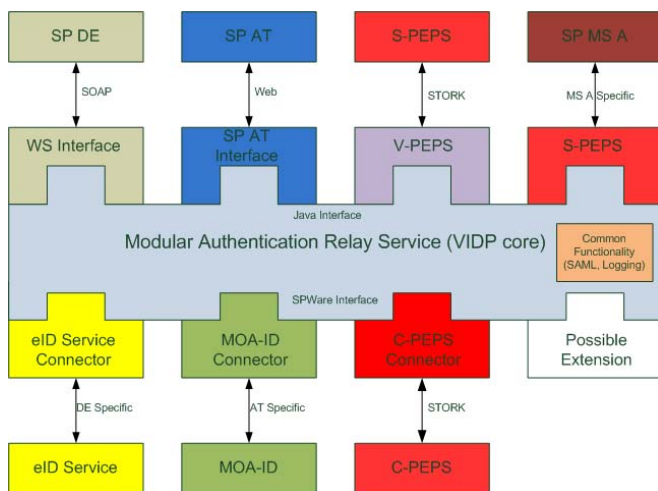 SP DE
SP AT
S-PEPS
SP MS A
SOAP
Web
STORK
MS A Specific
WS Interface
SP AT
Interface
V-PEPS
S-PEPS
Java Interface
Modular Authentication Relay Service (VIDP core)
Common
Functionality
(SAML, Logging)
SPWare Interface
eID Service
Connector
MOA-ID
Connector
C-PEPS
Connector
Possible
Extension
DE Specific
AT Specific
STORK
eID Service
MOA-ID
C-PEPS